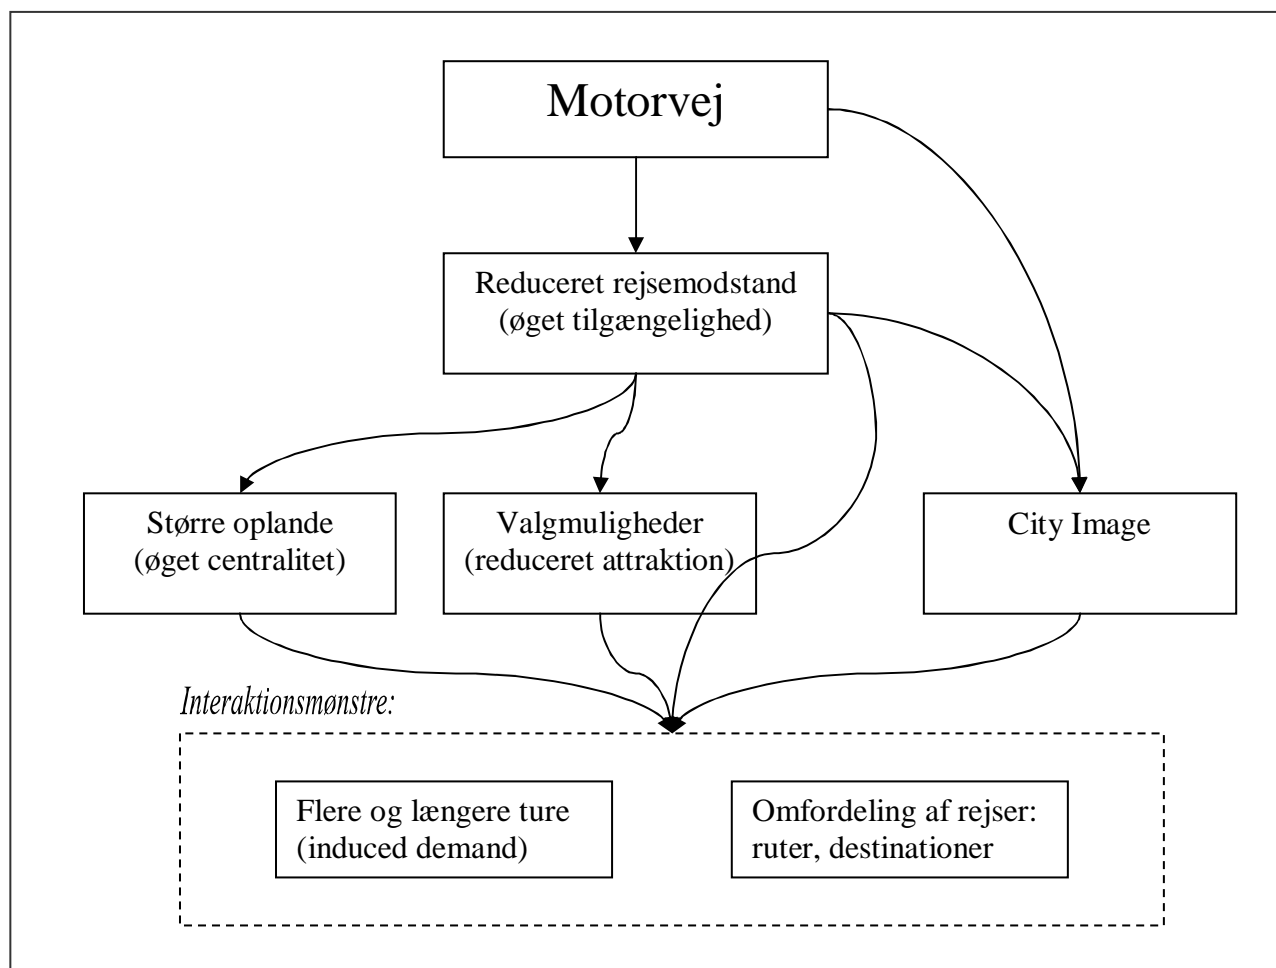 Motorvej
Reduceret rejsemodstand
(øget tilgængelighed)
Større oplande
(øget centralitet)
Valgmuligheder
(reduceret attraktion)
City Image
Interaktionsmønstre:
Flere og længere ture
(induced demand)
Omfordeling af rejser:
ruter, destinationer